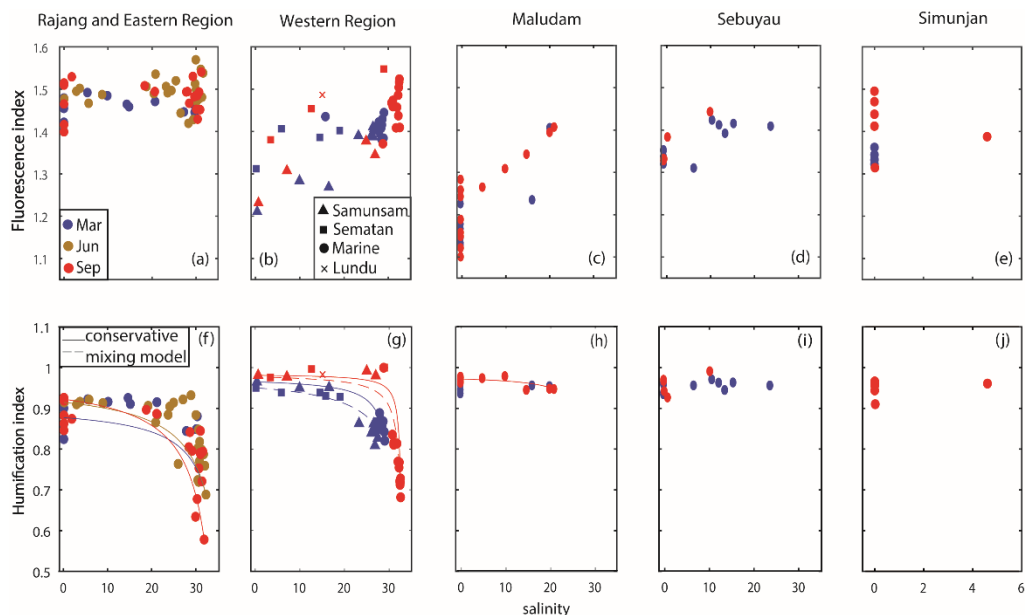 Rajang and Eastern Region
Western Region
Maludam
Sebuyau
Simunjan
Fluorescence index
1.6
1.5
1.4
1.3
1.2
1.1
Mar
Jun
Sep
(a)
(b)
Samunsam
Sematan
Marine
Lundu
(c)
(d)
(e)
Humification index
1.1
1
0.9
0.8
0.7
0.6
0.5
conservative
mixing model
(f)
(g)
(h)
(i)
(j)
0 10 20 30
0 10 20 30
0 10 20 30
0 10 20 30
0 2 4 6
salinity